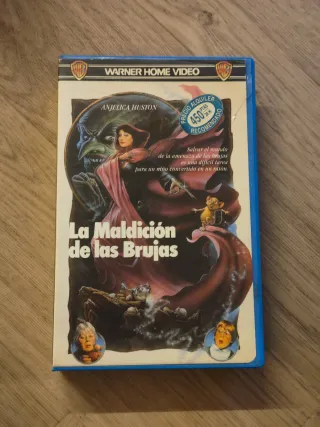 WARNER HOME VIDEO
ANJELICA HUSTON
PRECIO ALQUILER
450
RECOMENDADO
Salvar el mundo
de la amenaza de las brujas
es una difícil tarea
para un niño convertido en un ratón
La Maldición
de las Brujas